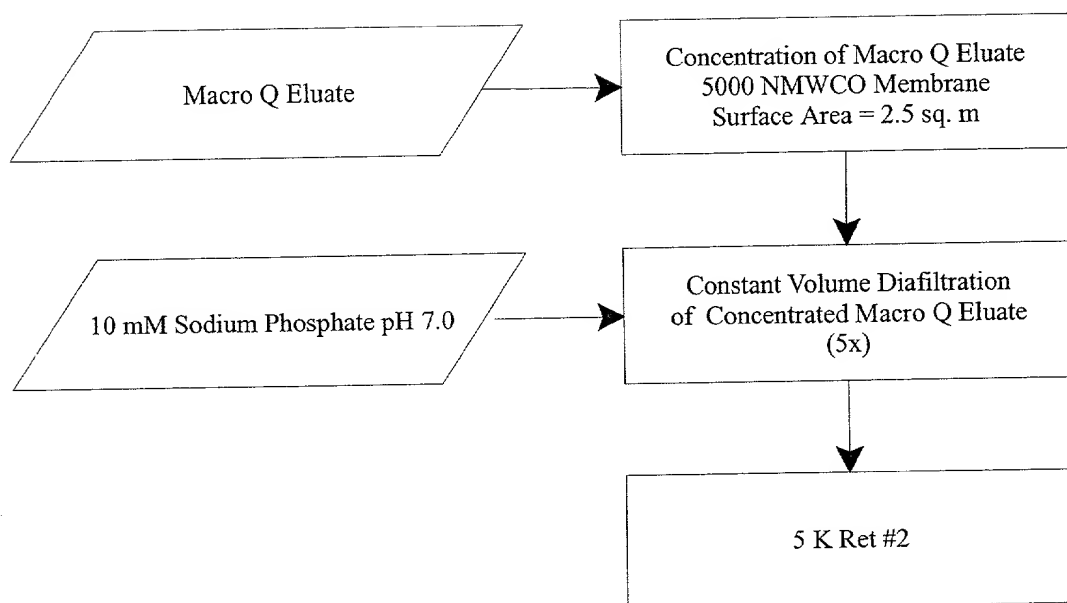 Macro Q Eluate
Concentration of Macro Q Eluate
5000 NMWCO Membrane
Surface Area = 2.5 sq. m
10 mM Sodium Phosphate pH 7.0
Constant Volume Diafiltration
of Concentrated Macro Q Eluate
(5x)
5 K Ret #2